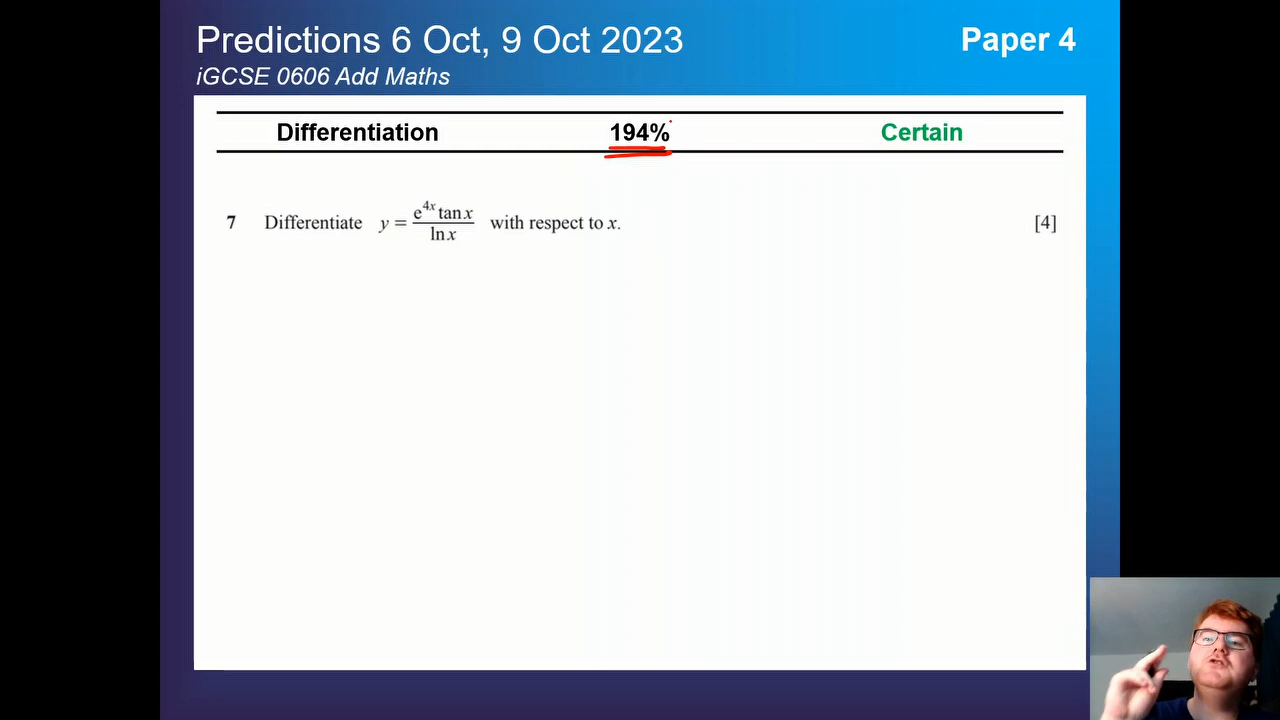 Predictions 6 Oct, 9 Oct 2023
Paper 4
iGCSE 0606 Add Maths
Differentiation 194% Certain
7 Differentiate y = e^{4x} tan x / ln x with respect to x. [4]